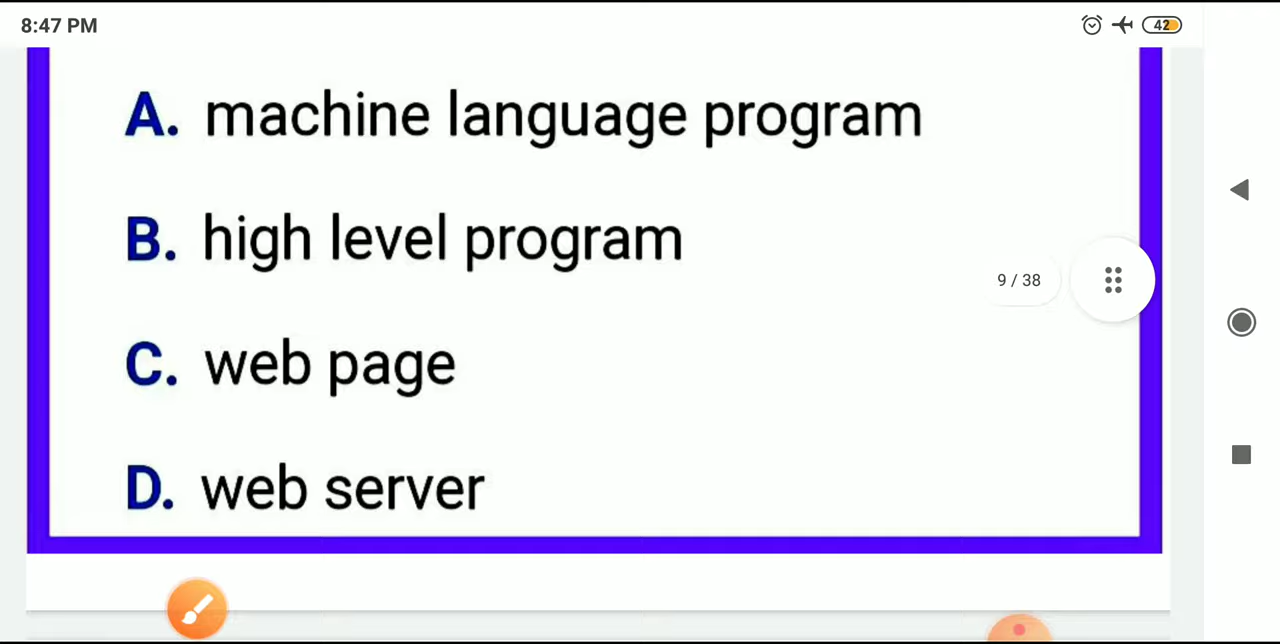 8:47 PM
42
A. machine language program
B. high level program
9 / 38
C. web page
D. web server